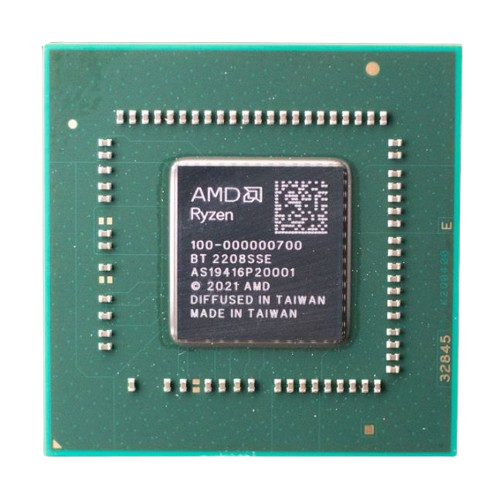 AMD
Ryzen
100-000000700
BT 2208SSE
AS19416P20001
© 2021 AMD
DIFFUSED IN TAIWAN
MADE IN TAIWAN
E
32845